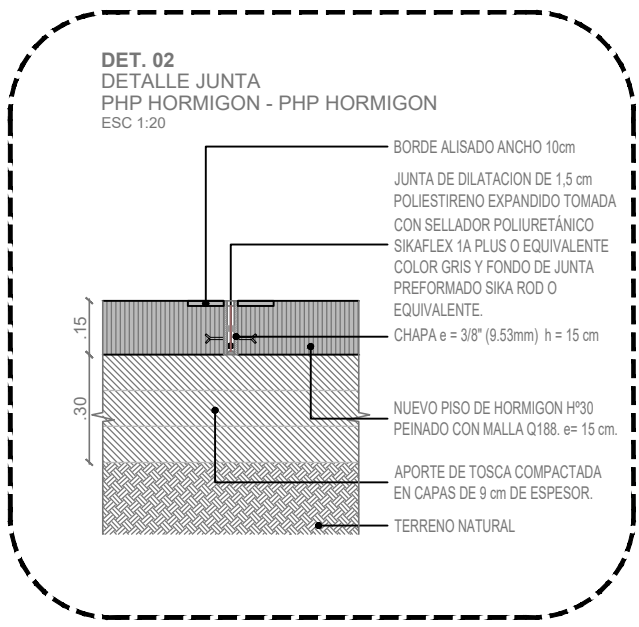 DET. 02
DETALLE JUNTA
PHP HORMIGON - PHP HORMIGON
ESC 1:20
BORDE ALISADO ANCHO 10cm
JUNTA DE DILATACION DE 1,5 cm
POLIESTIRENO EXPANDIDO TOMADA
CON SELLADOR POLIURETÁNICO
SIKAFLEX 1A PLUS O EQUIVALENTE
COLOR GRIS Y FONDO DE JUNTA
PREFORMADO SIKA ROD O
EQUIVALENTE.
CHAPA e = 3/8" (9.53mm) h = 15 cm
.15
.30
NUEVO PISO DE HORMIGON Hº30
PEINADO CON MALLA Q188. e= 15 cm.
APORTE DE TOSCA COMPACTADA
EN CAPAS DE 9 cm DE ESPESOR.
TERRENO NATURAL